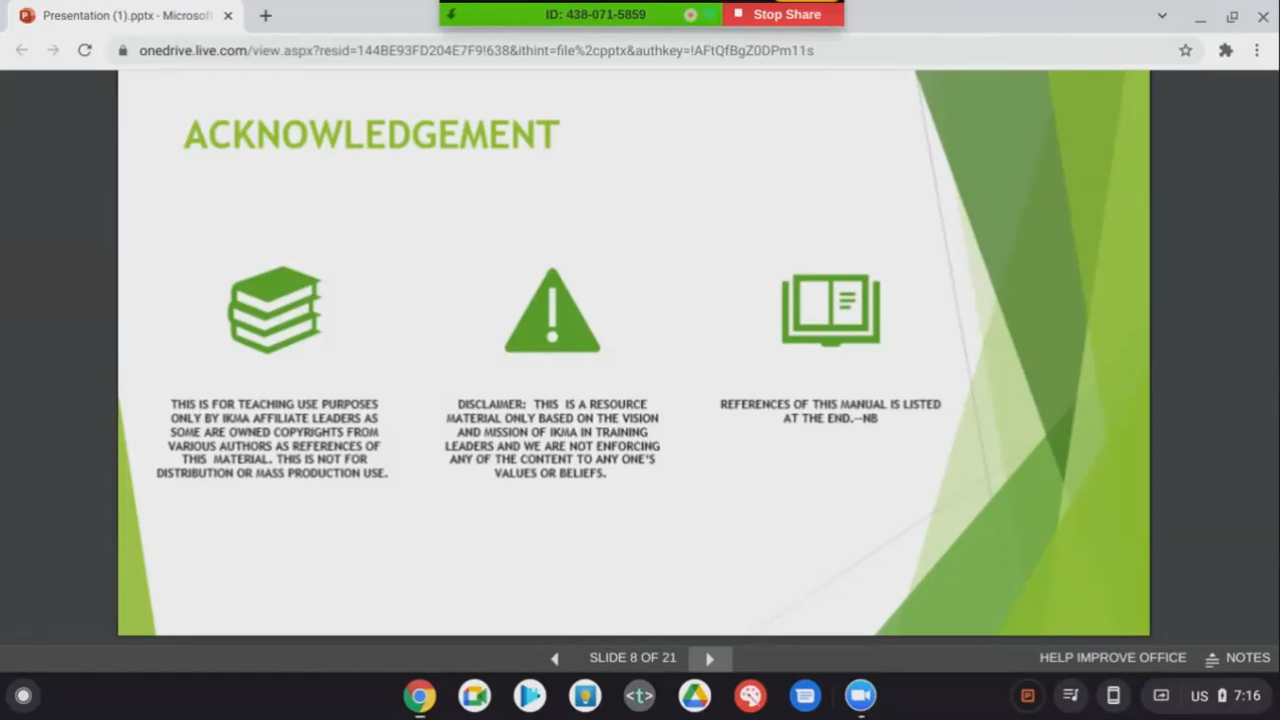 Presentation (1).pptx - Microsoft
ID: 438-071-5859
Stop Share
onedrive.live.com/view.aspx?resid=144BE93FD204E7F9!638&ithint=file%2cpptx&authkey=!AFtQfBgZ0DPm11s
ACKNOWLEDGEMENT
THIS IS FOR TEACHING USE PURPOSES
ONLY BY IKMA AFFILIATE LEADERS AS
SOME ARE OWNED COPYRIGHTS FROM
VARIOUS AUTHORS AS REFERENCES OF
THIS MATERIAL. THIS IS NOT FOR
DISTRIBUTION OR MASS PRODUCTION USE.
DISCLAIMER: THIS IS A RESOURCE
MATERIAL ONLY BASED ON THE VISION
AND MISSION OF IKMA IN TRAINING
LEADERS AND WE ARE NOT ENFORCING
ANY OF THE CONTENT TO ANY ONE'S
VALUES OR BELIEFS.
REFERENCES OF THIS MANUAL IS LISTED
AT THE END.--NB
SLIDE 8 OF 21
HELP IMPROVE OFFICE
NOTES
<t>
US
7:16